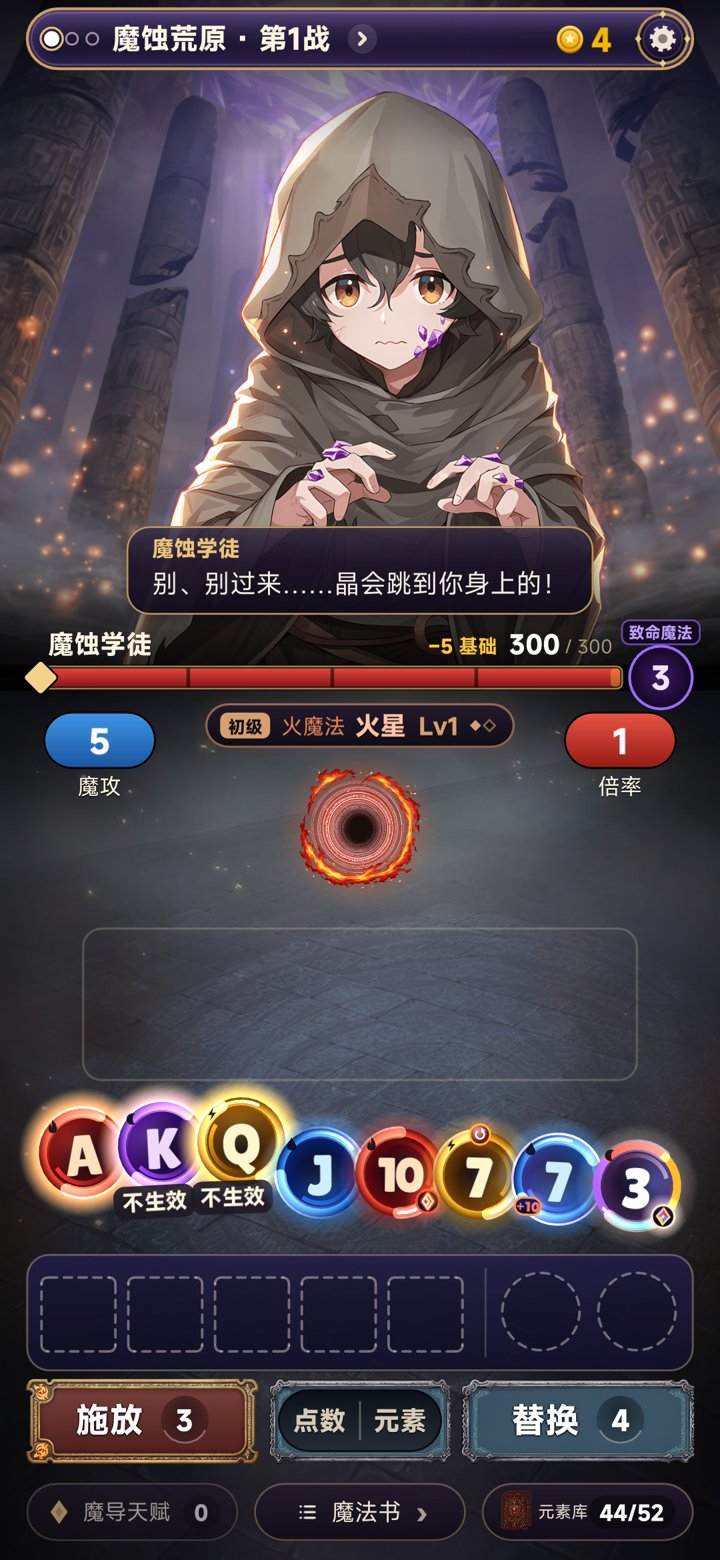 魔蚀荒原 · 第1战 › 4
魔蚀学徒
别、别过来……晶会跳到你身上的！
致命魔法
魔蚀学徒 -5 基础 300 / 300 3
5 初级 火魔法 火星 Lv1 1
魔攻 倍率
A K Q J 10 7 7 3
不生效 不生效 +10
施放 3 点数 | 元素 替换 4
魔导天赋 0 魔法书 › 元素库 44/52